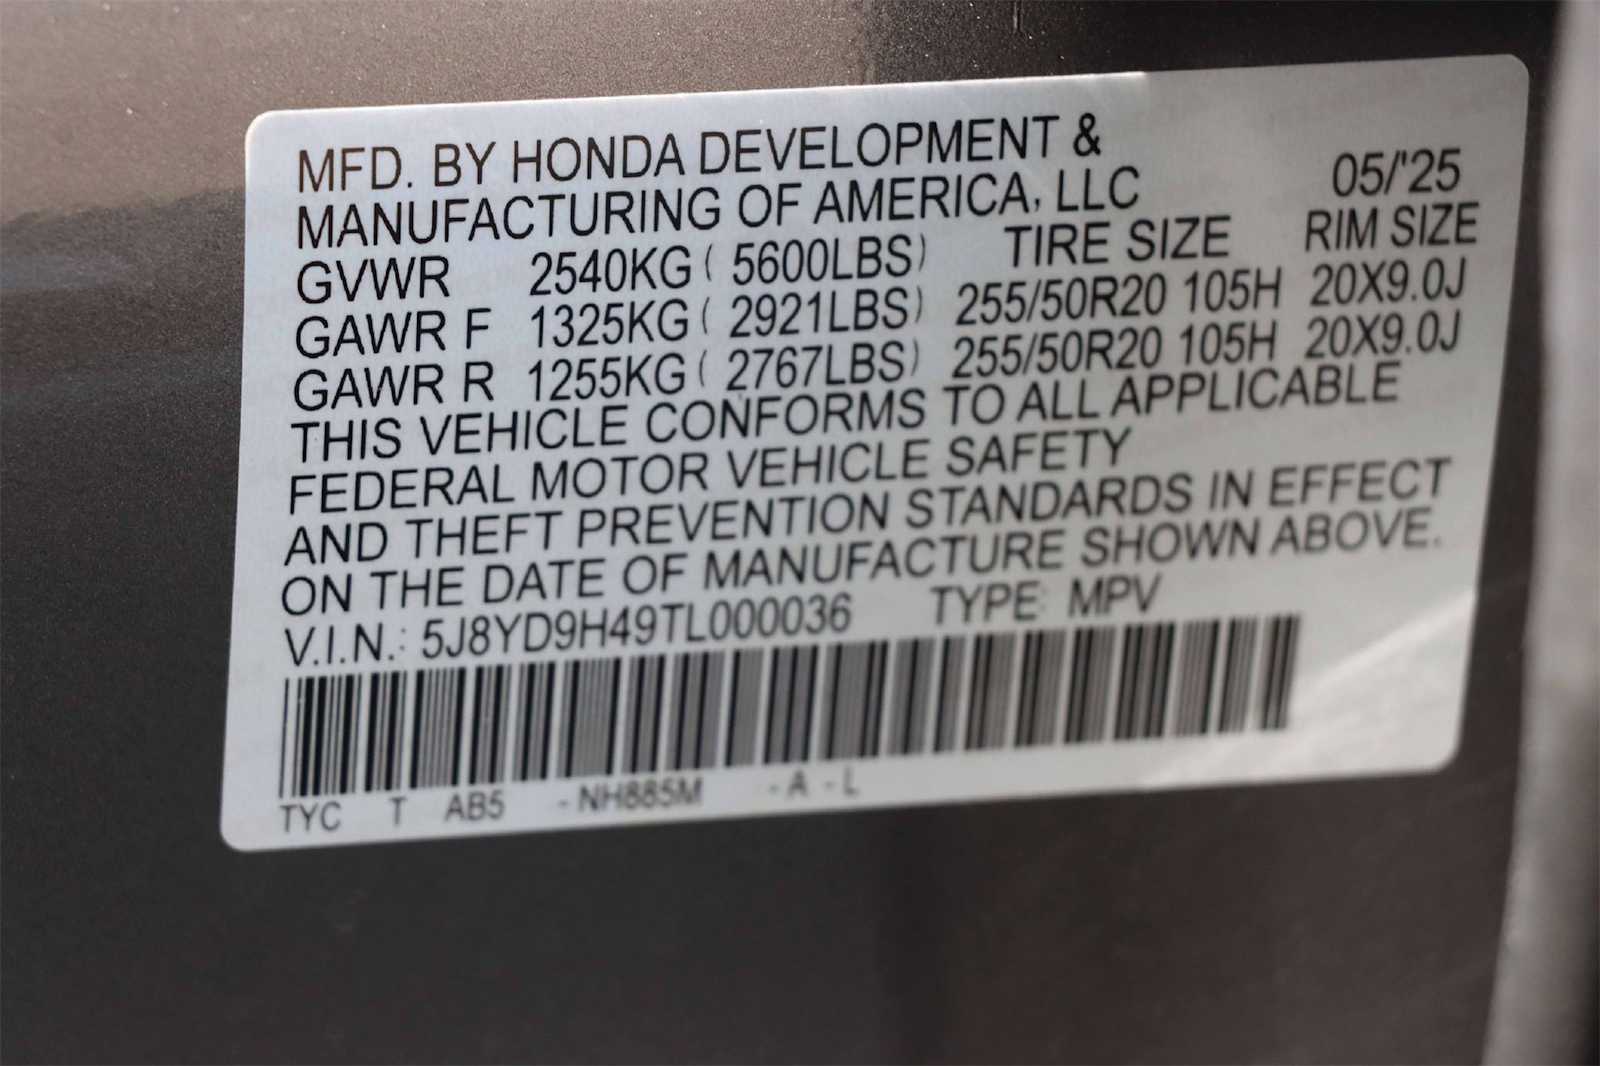 MFD. BY HONDA DEVELOPMENT &
MANUFACTURING OF AMERICA, LLC 05/'25
GVWR 2540KG ( 5600LBS) TIRE SIZE RIM SIZE
GAWR F 1325KG ( 2921LBS) 255/50R20 105H 20X9.0J
GAWR R 1255KG ( 2767LBS) 255/50R20 105H 20X9.0J
THIS VEHICLE CONFORMS TO ALL APPLICABLE
FEDERAL MOTOR VEHICLE SAFETY
AND THEFT PREVENTION STANDARDS IN EFFECT
ON THE DATE OF MANUFACTURE SHOWN ABOVE.
V.I.N.: 5J8YD9H49TL000036 TYPE: MPV
TYC T AB5 - NH885M - A - L